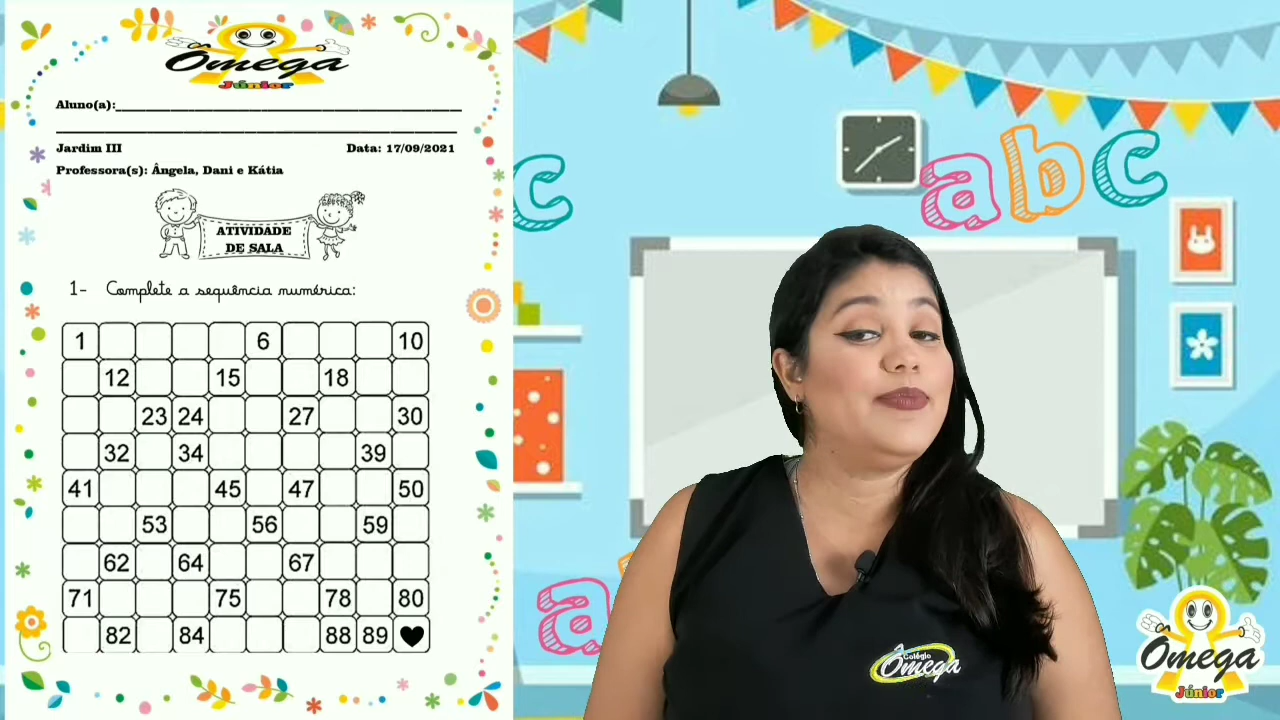 Ômega
Júnior
Aluno(a):
Jardim III Data: 17/09/2021
Professora(s): Ângela, Dani e Kátia
ATIVIDADE
DE SALA
1- Complete a sequência numérica:
1 6 10
12 15 18
23 24 27 30
32 34 39
41 45 47 50
53 56 59
62 64 67
71 75 78 80
82 84 88 89
c
abc
a
Colégio
Ômega
Ômega
Júnior